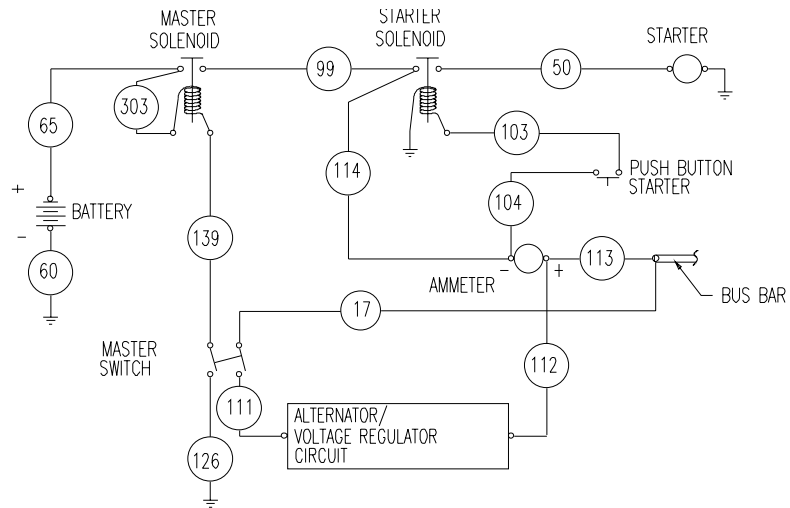 MASTER
SOLENOID
STARTER
SOLENOID
STARTER
99
50
303
65
103
114
PUSH BUTTON
STARTER
+
BATTERY
104
139
-
60
- +
113
AMMETER
BUS BAR
17
MASTER
SWITCH
112
111
ALTERNATOR/
VOLTAGE REGULATOR
CIRCUIT
126